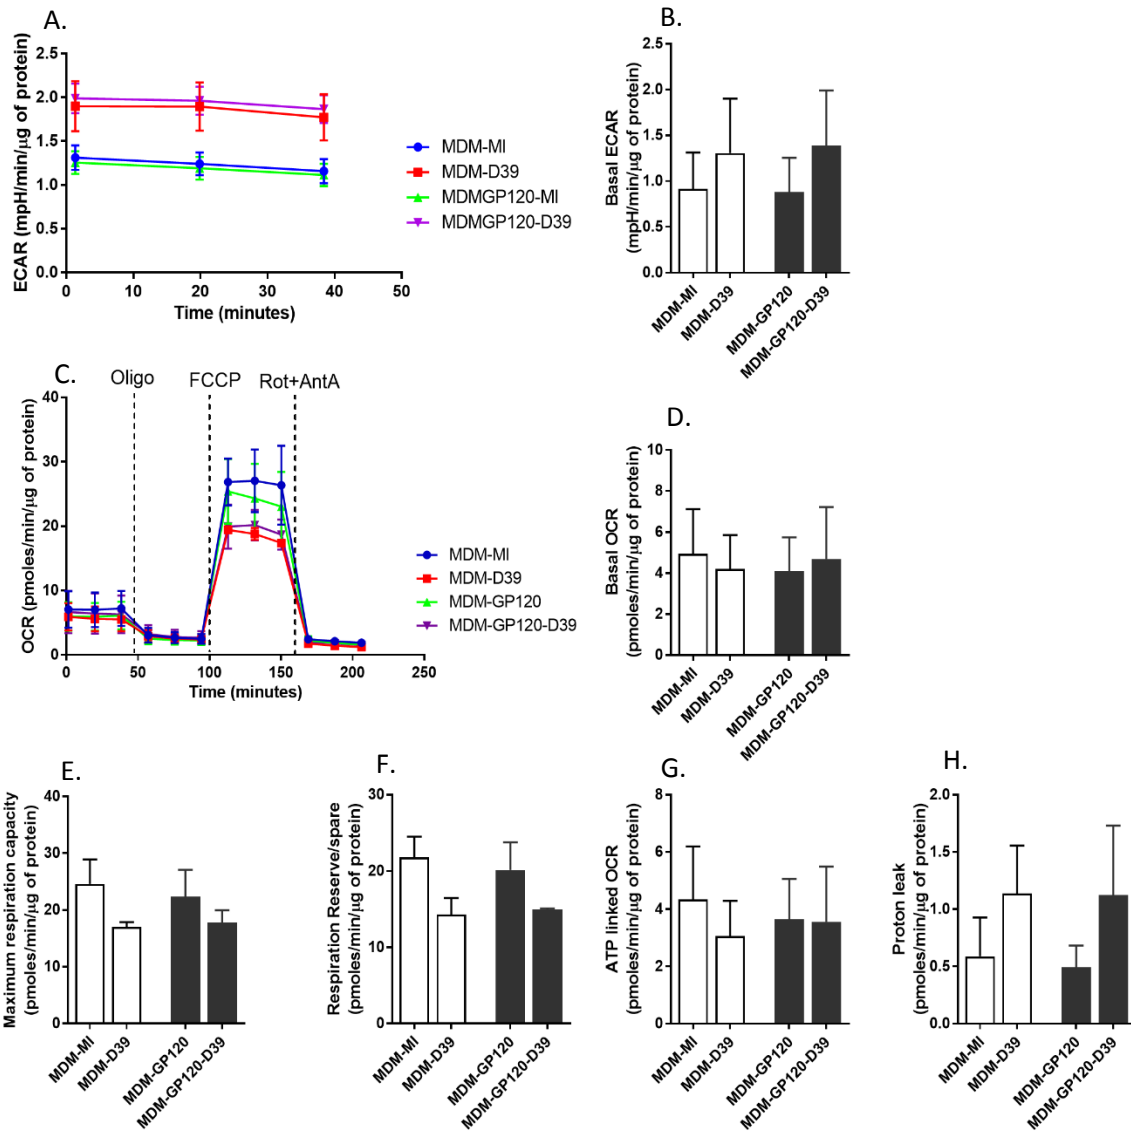 A.
ECAR (mpH/min/µg of protein)
2.5
2.0
1.5
1.0
0.5
0.0
0
10
20
30
40
50
Time (minutes)
MDM-MI
MDM-D39
MDMGP120-MI
MDMGP120-D39
B.
Basal ECAR
(mpH/min/µg of protein)
2.5
2.0
1.5
1.0
0.5
0.0
MDM-MI
MDM-D39
MDM-GP120
MDM-GP120-D39
C.
Oligo
FCCP
Rot+AntA
OCR (pmoles/min/µg of protein)
40
30
20
10
0
0
50
100
150
200
250
Time (minutes)
MDM-MI
MDM-D39
MDM-GP120
MDM-GP120-D39
D.
Basal OCR
(pmoles/min/µg of protein)
10
8
6
4
2
0
MDM-MI
MDM-D39
MDM-GP120
MDM-GP120-D39
E.
Maximum respiration capacity
(pmoles/min/µg of protein)
40
30
20
10
0
MDM-MI
MDM-D39
MDM-GP120
MDM-GP120-D39
F.
Respiration Reserve/spare
(pmoles/min/µg of protein)
30
20
10
0
MDM-MI
MDM-D39
MDM-GP120
MDM-GP120-D39
G.
ATP linked OCR
(pmoles/min/µg of protein)
8
6
4
2
0
MDM-MI
MDM-D39
MDM-GP120
MDM-GP120-D39
H.
Proton leak
(pmoles/min/µg of protein)
2.0
1.5
1.0
0.5
0.0
MDM-MI
MDM-D39
MDM-GP120
MDM-GP120-D39